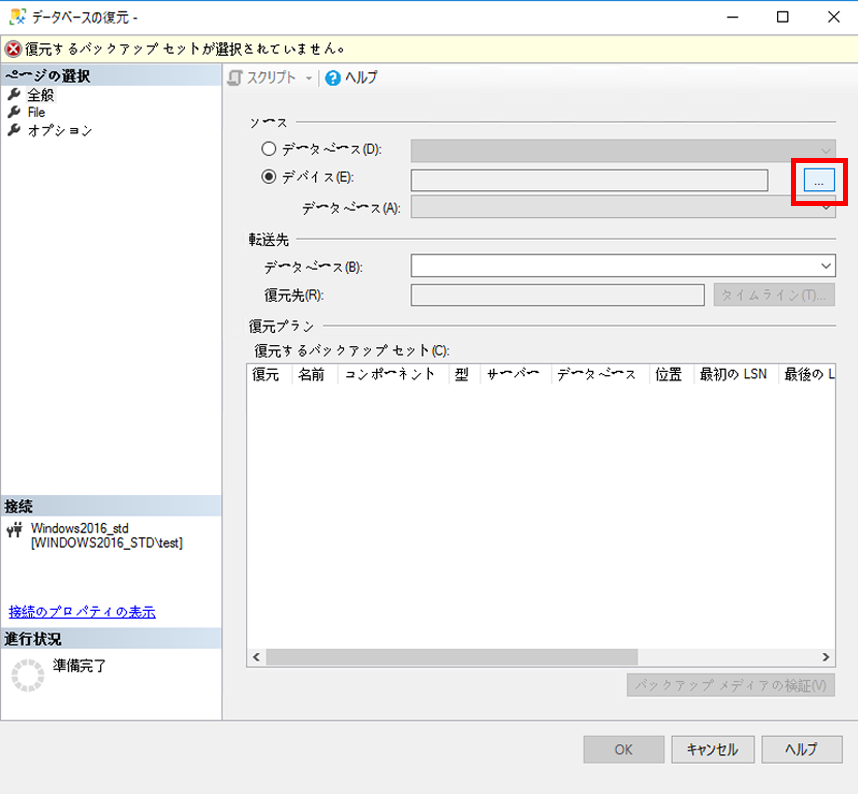 データベースの復元 -
復元するバックアップ セットが選択されていません。
ページの選択
全般
File
オプション
接続
Windows2016_std
[WINDOWS2016_STD\test]
接続のプロパティの表示
進行状況
準備完了
スクリプト
ヘルプ
ソース
データベース(D):
デバイス(E):
...
データベース(A):
転送先
データベース(B):
復元先(R):
タイムライン(T)...
復元プラン
復元するバックアップ セット(C):
復元 名前 コンポーネント 型 サーバー データベース 位置 最初の LSN 最後の L
バックアップ メディアの検証(V)
OK キャンセル ヘルプ